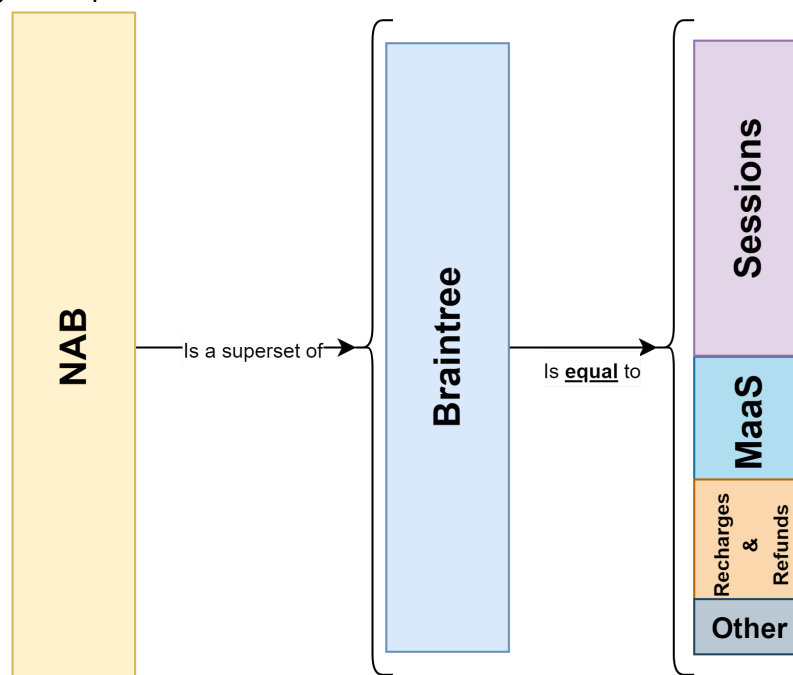 NAB
Is a superset of
Braintree
Is equal to
Sessions
MaaS
Recharges
&
Refunds
Other